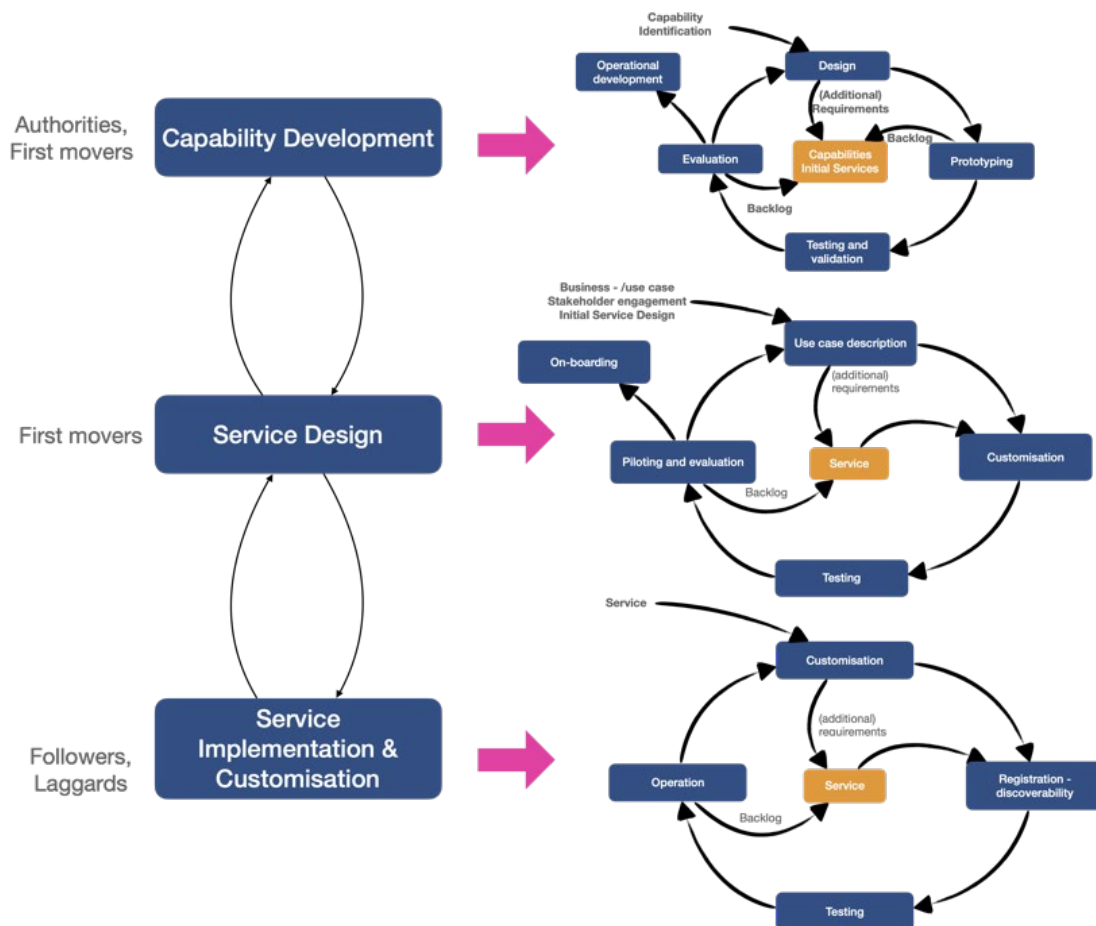 Authorities,
First movers
Capability Development
Capability
Identification
Operational
development
Design
(Additional)
Requirements
Backlog
Evaluation
Capabilities
Initial Services
Prototyping
Backlog
Testing and
validation
First movers
Service Design
Business - /use case
Stakeholder engagement
Initial Service Design
Use case description
On-boarding
(additional)
requirements
Piloting and evaluation
Service
Customisation
Backlog
Testing
Followers,
Laggards
Service
Implementation &
Customisation
Service
Customisation
(additional)
requirements
Operation
Service
Registration -
discoverability
Backlog
Testing